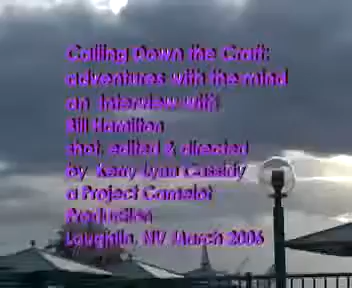 Calling Down the Craft:
adventures with the mind
an interview with
Bill Hamilton
shot, edited & directed
by Kerry Lynn Cassidy
a Project Camelot
Production
Laughlin, NV March 2006